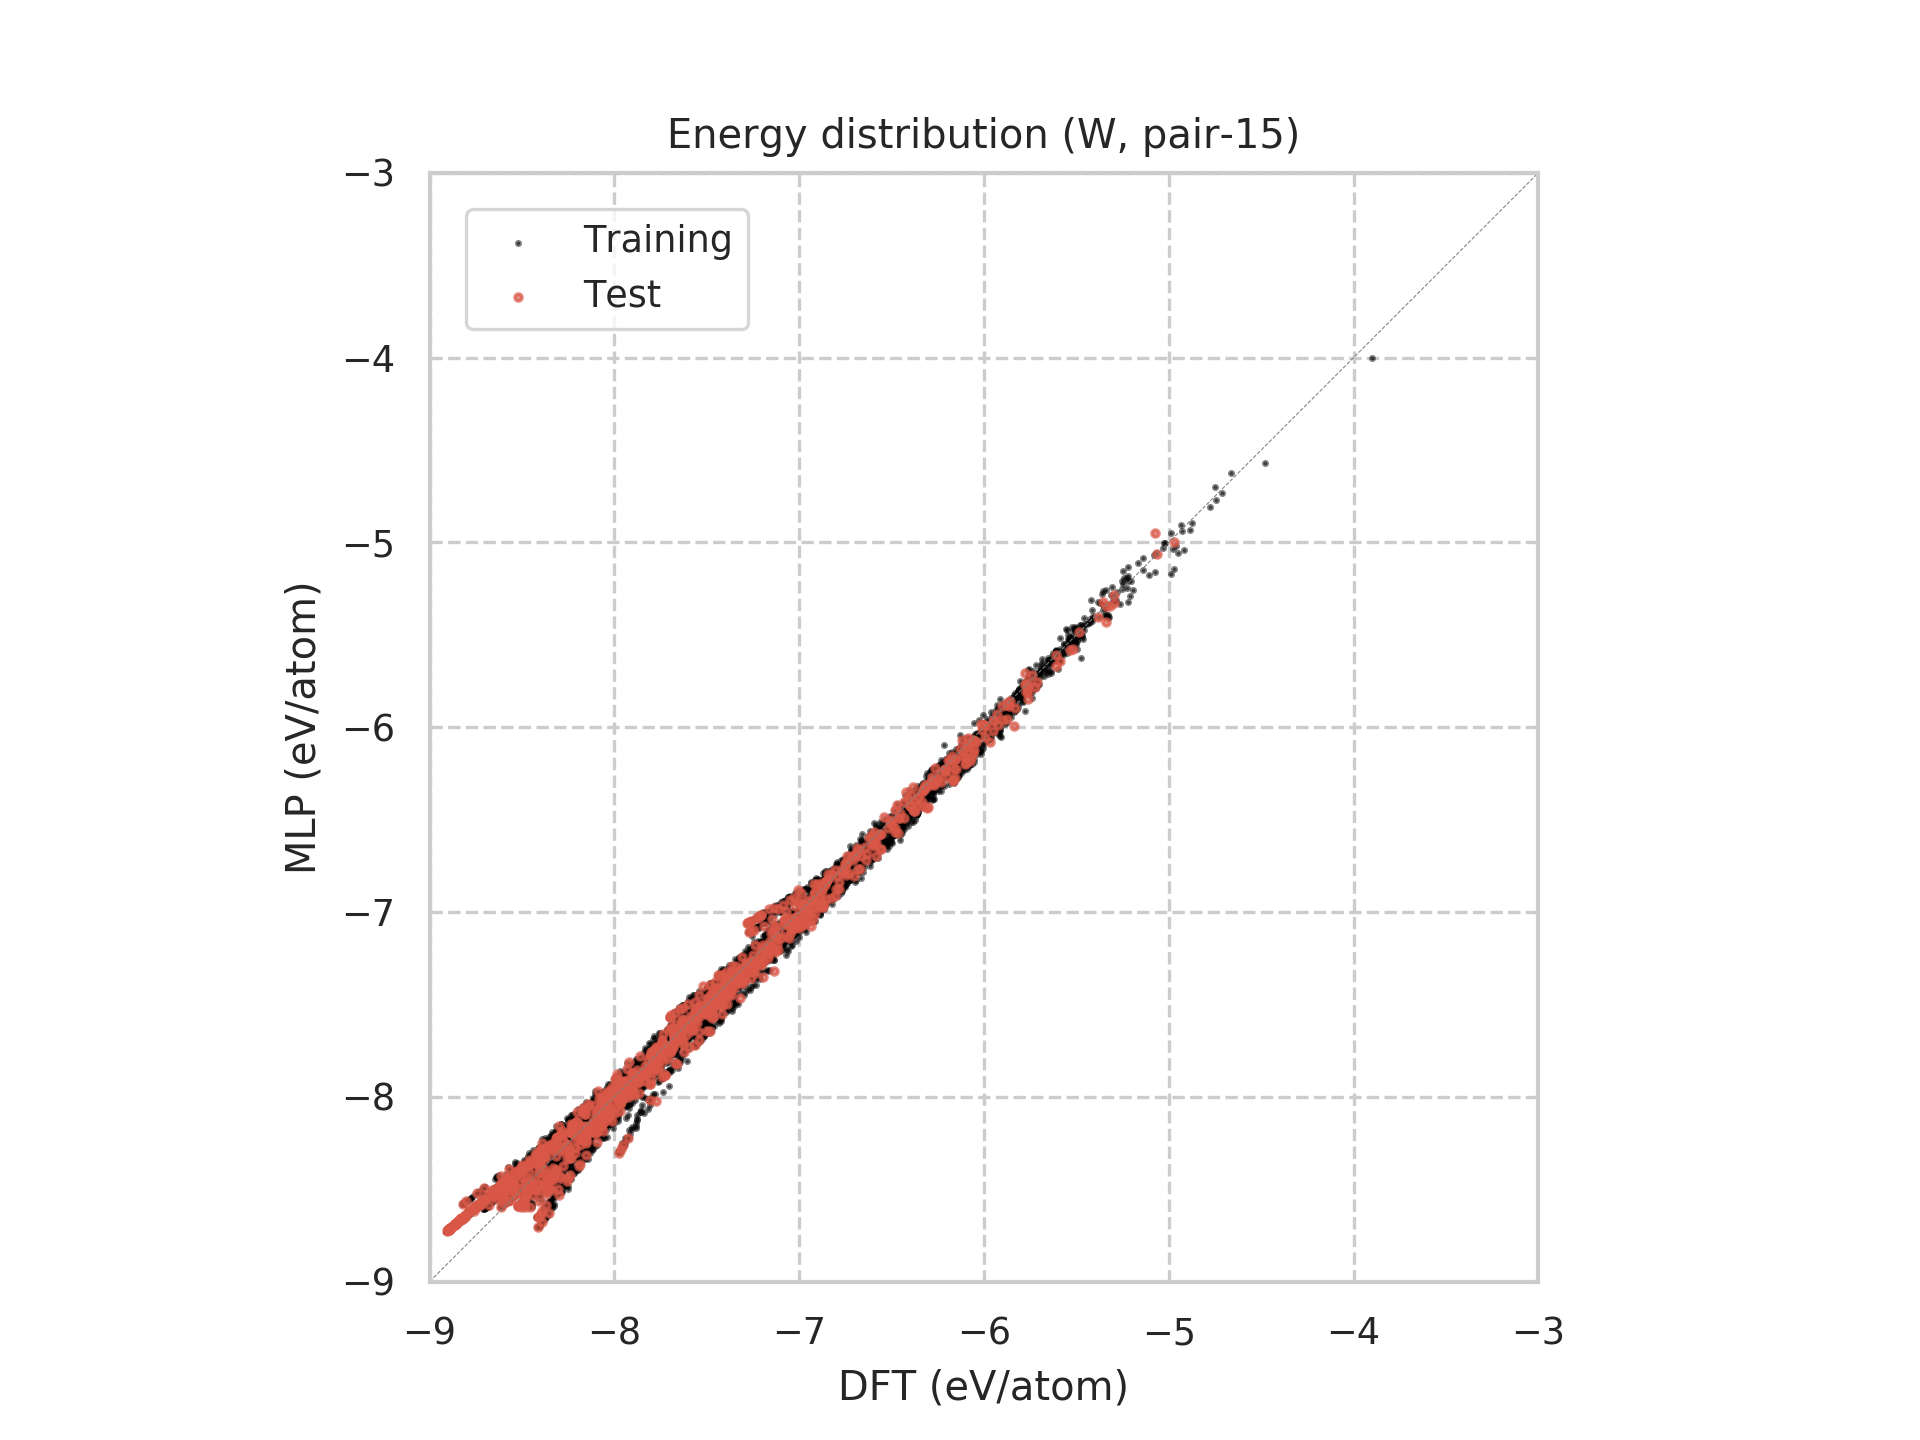 Energy distribution (W, pair-15)
Training
Test
−3
−4
−5
−6
−7
−8
−9
MLP (eV/atom)
−9 −8 −7 −6 −5 −4 −3
DFT (eV/atom)